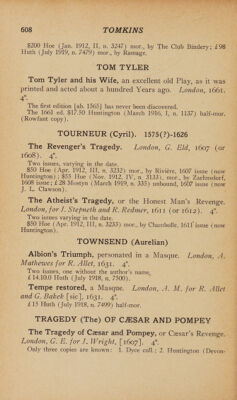 608 TOMKINS
$200 Hoe (Jan. 1912, II, n. 3247) mor., by The Club Bindery; £98
Huth (July 1919, n. 7479) mor., by Ramage.
TOM TYLER
Tom Tyler and his Wife, an excellent old Play, as it was
printed and acted about a hundred Years ago. London, 1661.
4°.
The first edition (ab. 1565) has never been discovered.
The 1661 ed. $17.50 Huntington (March 1916, I, n. 1137) half-mor.
(Rowfant copy).
TOURNEUR (Cyril). 1575(?)-1626
The Revenger's Tragedy. London, G. Eld, 1607 (or
1608). 4°.
Two issues, varying in the date.
$50 Hoe (Apr. 1912, III, n. 3232) mor., by Rivière, 1607 issue (now
Huntington); $55 Hoe (Nov. 1912, IV, n. 3133) mor., by Zaehnsdorf,
1608 issue; £28 Mostyn (March 1919, n. 335) unbound, 1607 issue (now
J. L. Clawson).
The Atheist's Tragedy, or the Honest Man's Revenge.
London, for J. Stepneth and R. Redmer, 1611 (or 1612). 4°.
Two issues varying in the date.
$50 Hoe (Apr. 1912, III, n. 3233) mor., by Chambolle, 1611 issue (now
Huntington).
TOWNSEND (Aurelian)
Albion's Triumph, personated in a Masque. London, A.
Mathewes for R. Allet, 1631. 4°.
Two issues, one without the author's name.
£14.10.0 Huth (July 1918, n. 7500).
Tempe restored, a Masque. London, A. M. for R. Allet
and G. Bakek [sic], 1631. 4°.
£15 Huth (July 1918, n. 7499) half-mor.
TRAGEDY (The) OF CÆSAR AND POMPEY
The Tragedy of Cæsar and Pompey, or Cæsar's Revenge.
London, G. E. for I. Wright, [1607]. 4°.
Only three copies are known: 1. Dyce coll.; 2. Huntington (Devon-